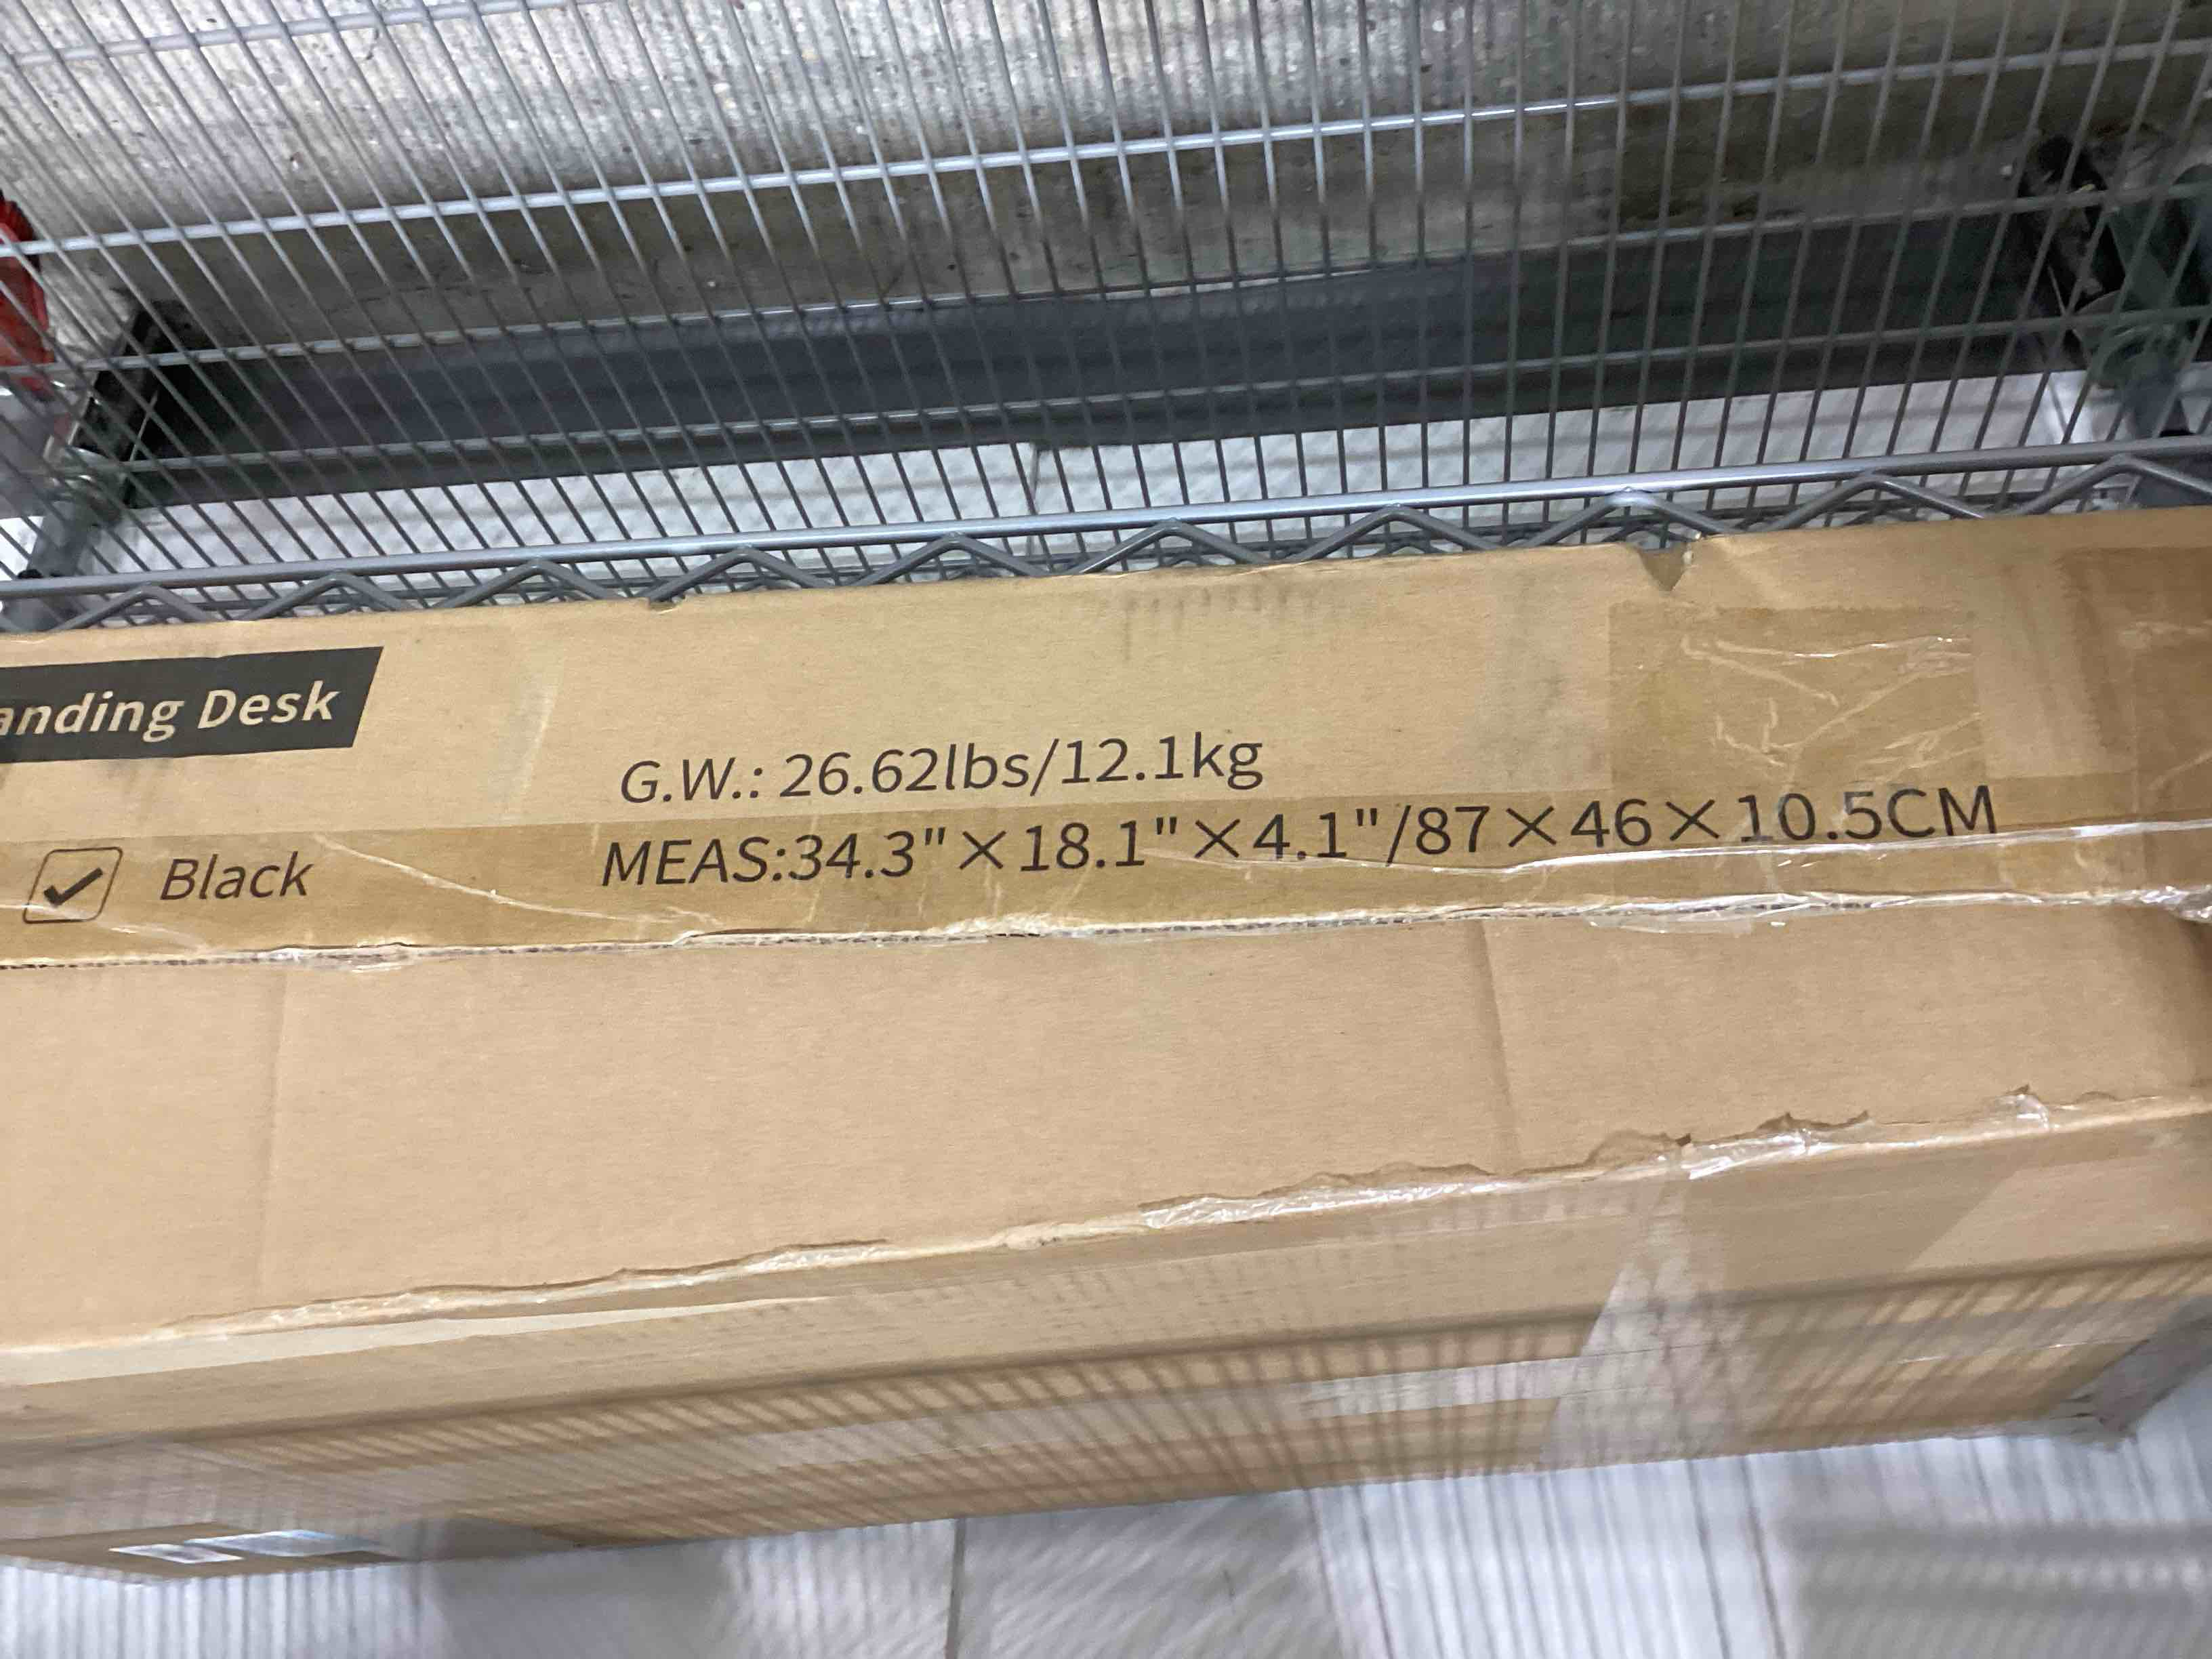 anding Desk
G.W.: 26.62lbs/12.1kg
Black
MEAS:34.3"×18.1"×4.1"/87×46×10.5CM